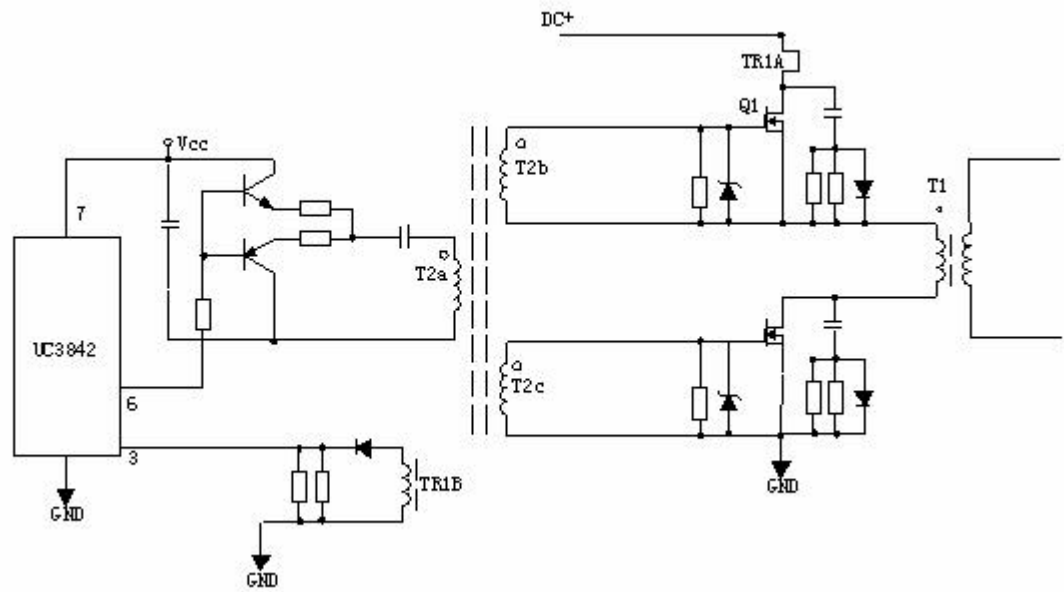 DC+
TR1A
Q1
Vcc
T2b
T1
7
T2a
UC3842
T2c
6
3
TR1B
GND
GND
GND